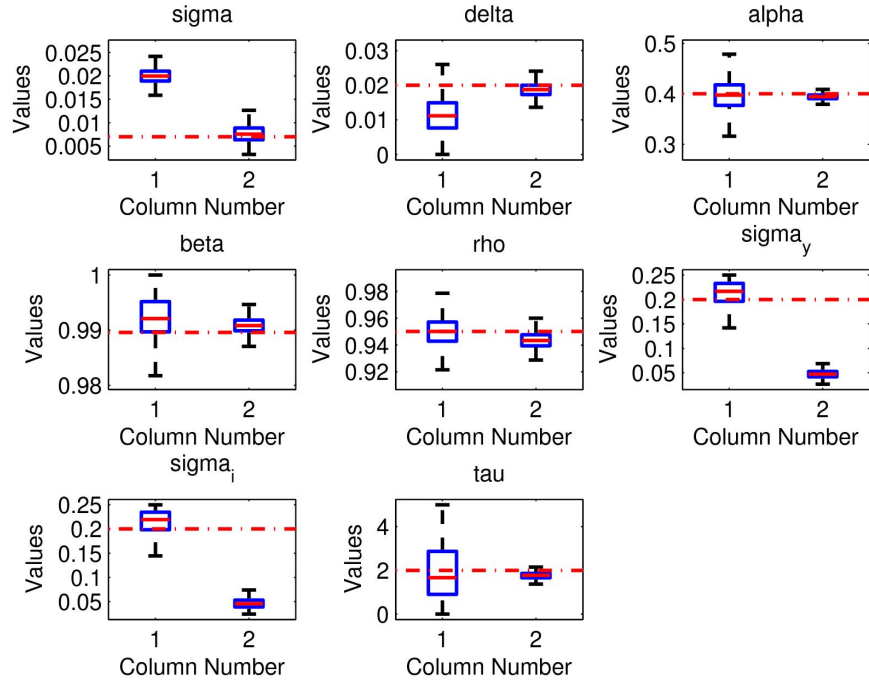 sigma
Values
0.025
0.02
0.015
0.01
0.005
1 2
Column Number
delta
Values
0.03
0.02
0.01
0
1 2
Column Number
alpha
Values
0.5
0.4
0.3
1 2
Column Number
beta
Values
1
0.99
0.98
1 2
Column Number
rho
Values
0.98
0.96
0.94
0.92
1 2
Column Number
sigma_y
Values
0.25
0.2
0.15
0.1
0.05
1 2
Column Number
sigma_i
Values
0.25
0.2
0.15
0.1
0.05
1 2
Column Number
tau
Values
4
2
0
1 2
Column Number